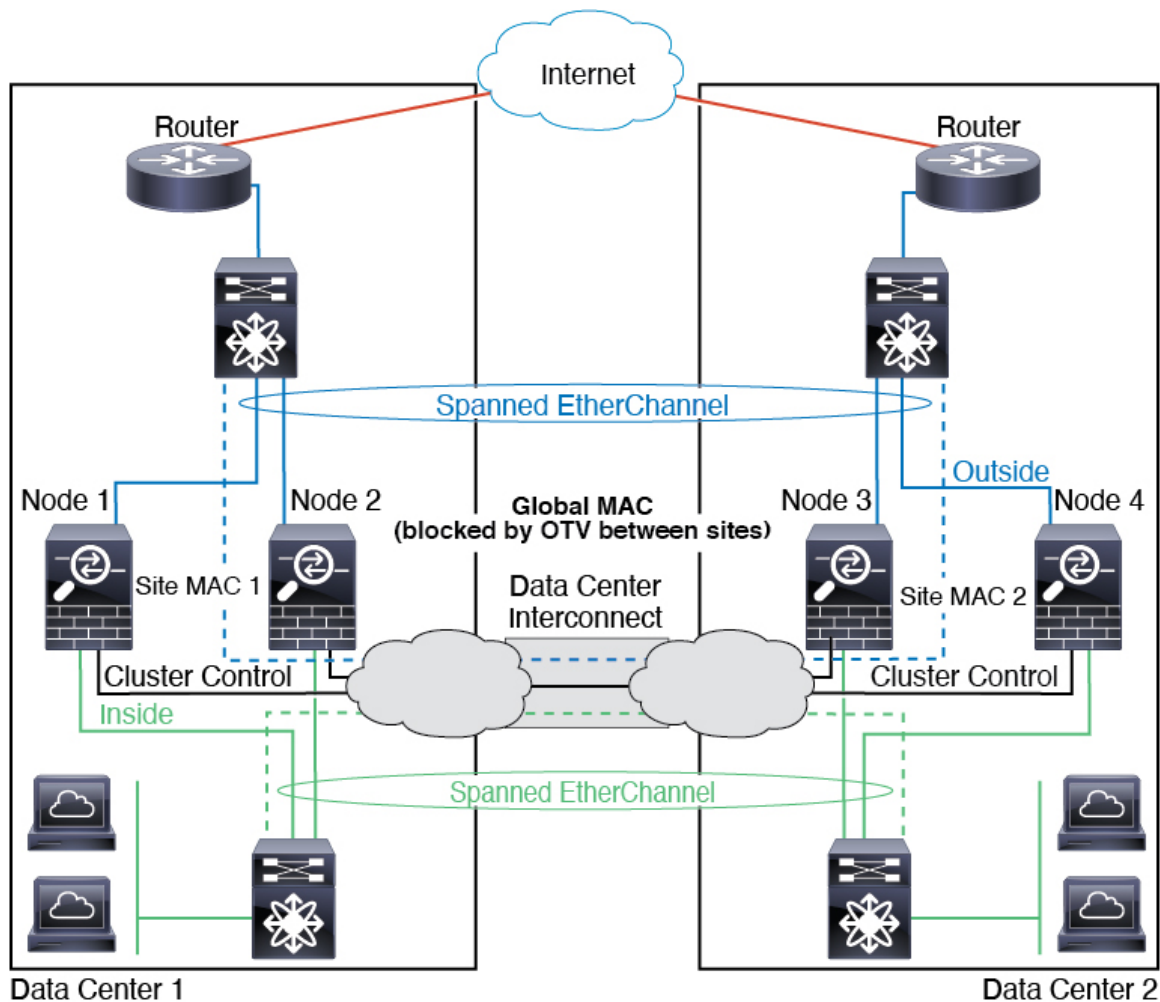 Internet
Router
Router
Spanned EtherChannel
Outside
Node 1
Node 2
Global MAC
(blocked by OTV between sites)
Node 3
Node 4
Site MAC 1
Data Center
Interconnect
Site MAC 2
Cluster Control
Cluster Control
Inside
Spanned EtherChannel
Data Center 1
Data Center 2